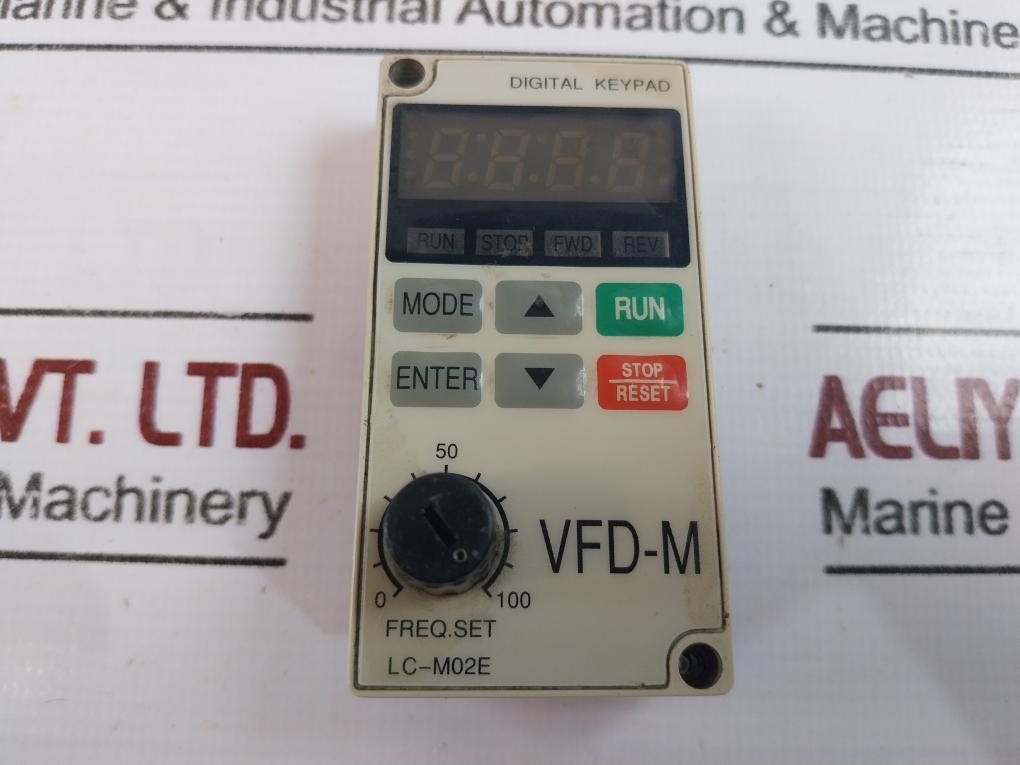 arine & Industrial Automation & Machine
DIGITAL KEYPAD
RUN STOP FWD REV
MODE ▲ RUN
ENTER ▼ STOP
RESET
VT. LTD.
Machinery
AELIY
Marine
50
0 100
VFD-M
FREQ.SET
LC-M02E